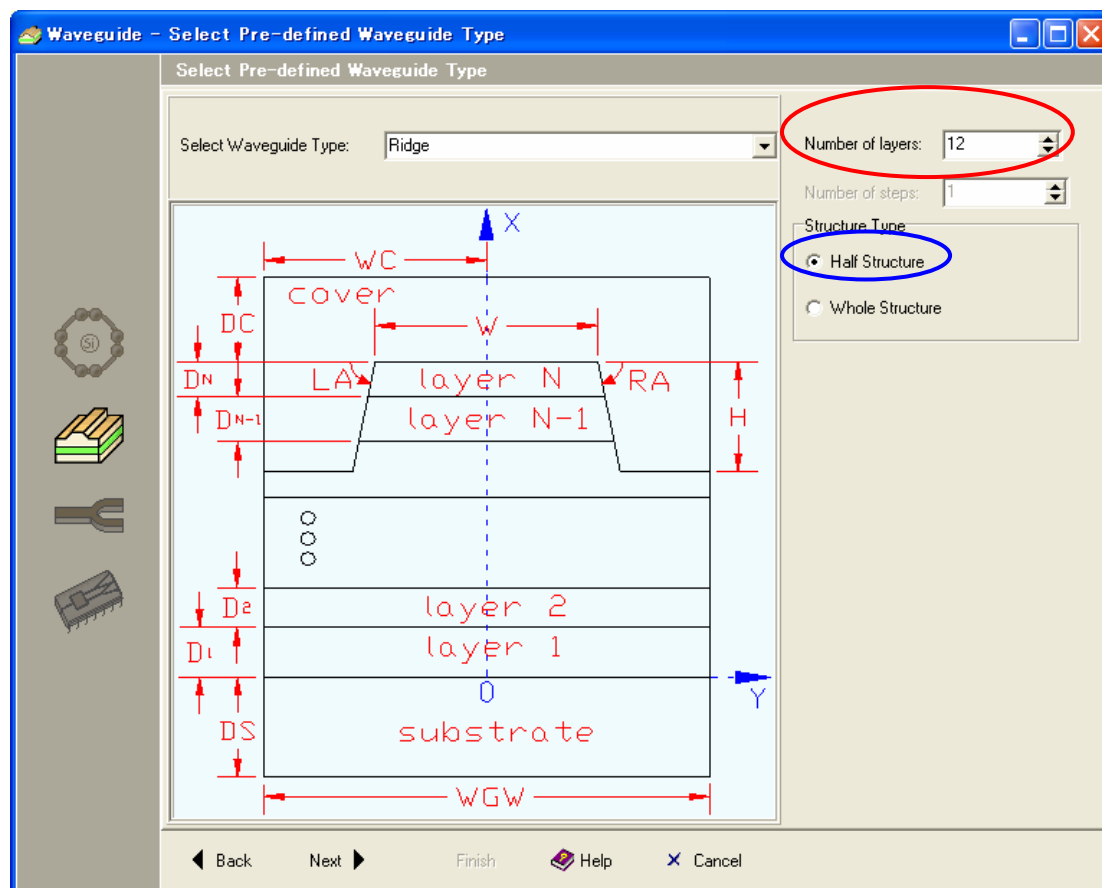 Waveguide - Select Pre-defined Waveguide Type
Select Pre-defined Waveguide Type
Select Waveguide Type: Ridge
Number of layers: 12
Number of steps: 1
Structure Type
Half Structure
Whole Structure
X
WC
cover
DC
W
DN
LA
layer N
RA
DN-1
layer N-1
H
D2
layer 2
D1
layer 1
O
Y
DS
substrate
WGW
Si
Back
Next
Finish
Help
Cancel